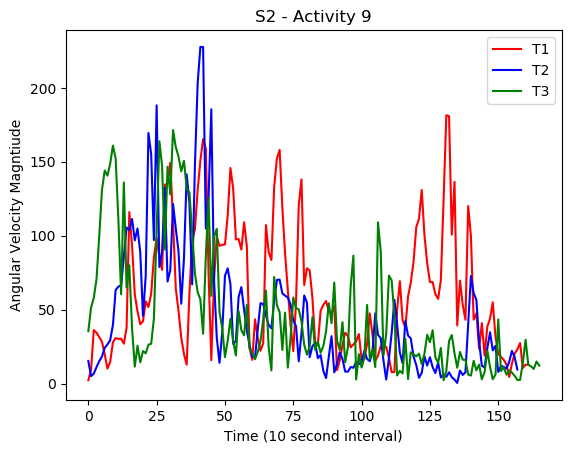 S2 - Activity 9
T1
T2
T3
Angular Velocity Magntiude
200
150
100
50
0
0 25 50 75 100 125 150
Time (10 second interval)